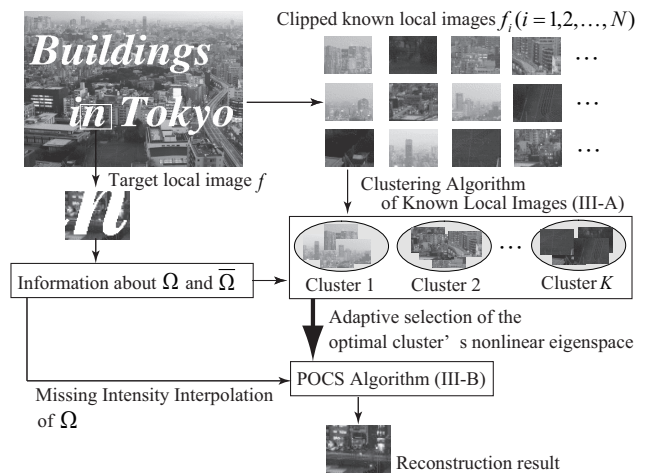 Clipped known local images fᵢ(i = 1,2,…, N)
Buildings
in Tokyo
…
…
…
Target local image f
n
Clustering Algorithm
of Known Local Images (III-A)
…
Cluster 1
Cluster 2
Cluster K
Information about Ω and Ω̅
Adaptive selection of the
optimal cluster’ s nonlinear eigenspace
POCS Algorithm (III-B)
Missing Intensity Interpolation
of Ω
Reconstruction result